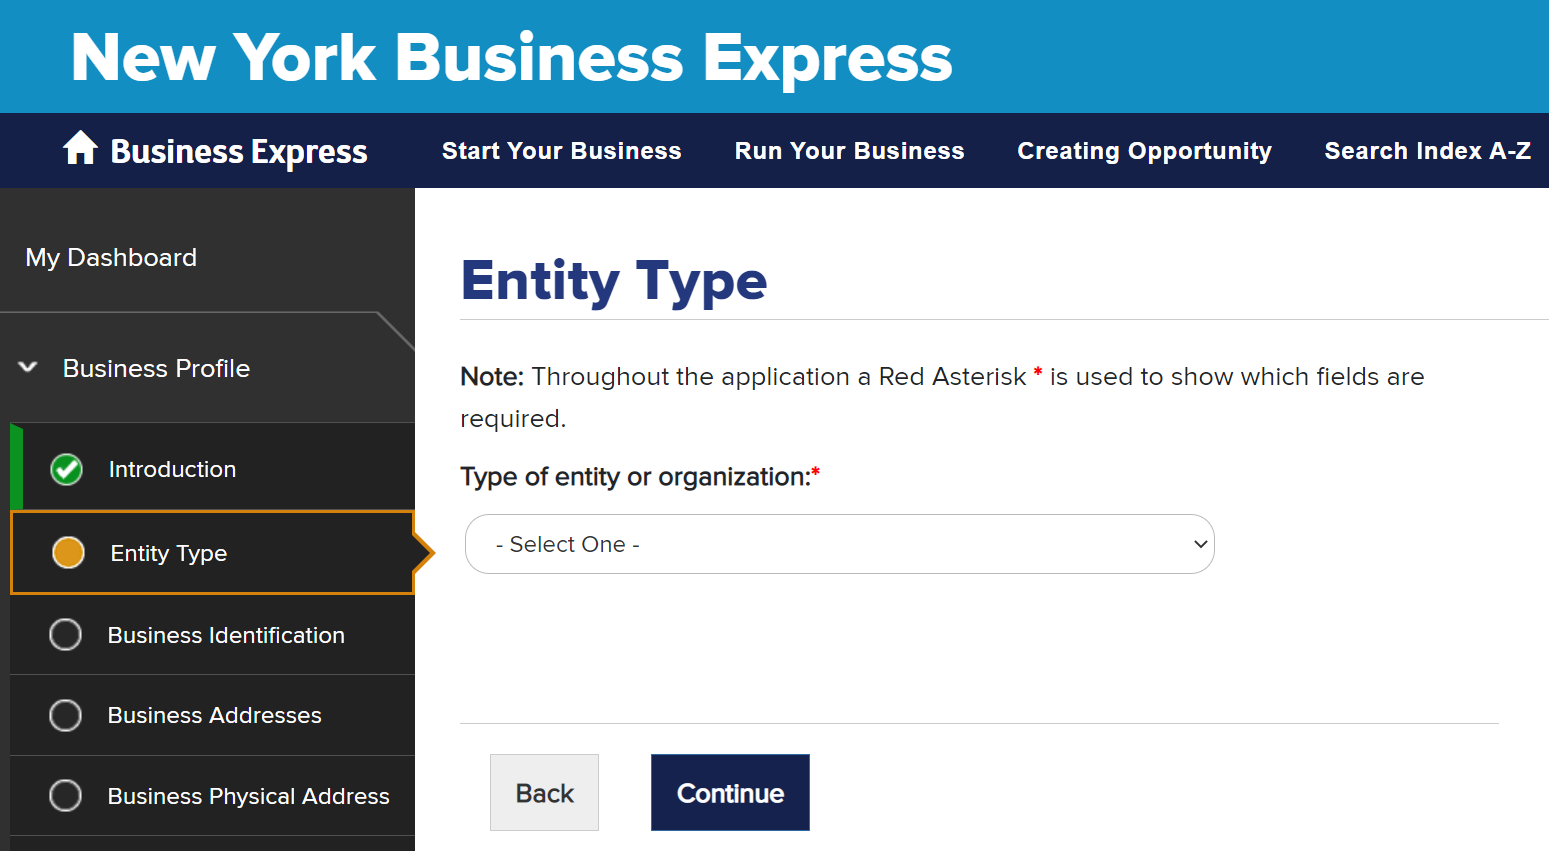 New York Business Express
Business Express
Start Your Business
Run Your Business
Creating Opportunity
Search Index A-Z
My Dashboard
Business Profile
Introduction
Entity Type
Business Identification
Business Addresses
Business Physical Address
Entity Type
Note: Throughout the application a Red Asterisk * is used to show which fields are
required.
Type of entity or organization:*
- Select One -
Back
Continue